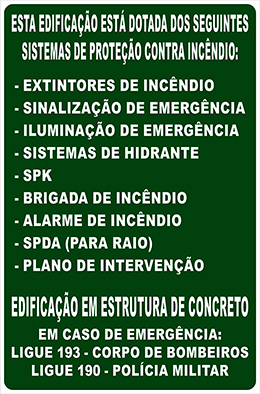 ESTA EDIFICAÇÃO ESTÁ DOTADA DOS SEGUINTES
SISTEMAS DE PROTEÇÃO CONTRA INCÊNDIO:
- EXTINTORES DE INCÊNDIO
- SINALIZAÇÃO DE EMERGÊNCIA
- ILUMINAÇÃO DE EMERGÊNCIA
- SISTEMAS DE HIDRANTE
- SPK
- BRIGADA DE INCÊNDIO
- ALARME DE INCÊNDIO
- SPDA (PARA RAIO)
- PLANO DE INTERVENÇÃO
EDIFICAÇÃO EM ESTRUTURA DE CONCRETO
EM CASO DE EMERGÊNCIA:
LIGUE 193 - CORPO DE BOMBEIROS
LIGUE 190 - POLÍCIA MILITAR